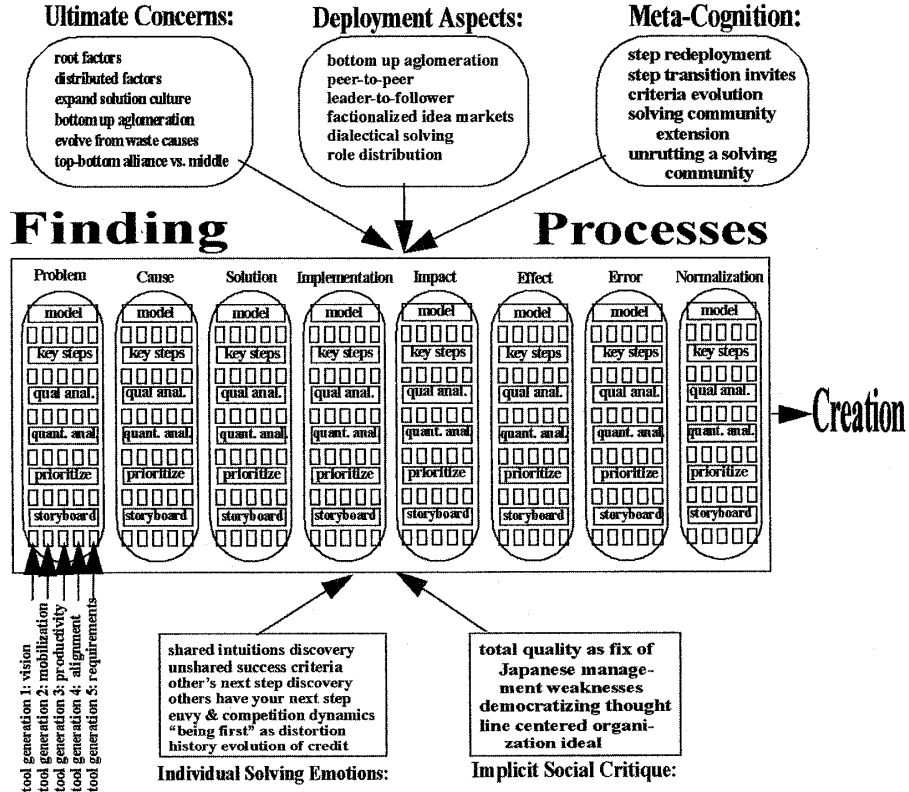 Ultimate Concerns:
root factors
distributed factors
expand solution culture
bottom up aglomeration
evolve from waste causes
top-bottom alliance vs. middle
Deployment Aspects:
bottom up aglomeration
peer-to-peer
leader-to-follower
factionalized idea markets
dialectical solving
role distribution
Meta-Cognition:
step redeployment
step transition invites
criteria evolution
solving community
extension
unrutting a solving
community
Finding Processes
Problem
model
key steps
qual anal.
quant. anal.
prioritize
storyboard
Cause
model
key steps
qual anal.
quant. anal.
prioritize
storyboard
Solution
model
key steps
qual anal.
quant. anal.
prioritize
storyboard
Implementation
model
key steps
qual anal.
quant. anal.
prioritize
storyboard
Impact
model
key steps
qual anal.
quant. anal.
prioritize
storyboard
Effect
model
key steps
qual anal.
quant. anal.
prioritize
storyboard
Error
model
key steps
qual anal.
quant. anal.
prioritize
storyboard
Normalization
model
key steps
qual anal.
quant. anal.
prioritize
storyboard
Creation
tool generation 1: vision
tool generation 2: mobilization
tool generation 3: productivity
tool generation 4: alignment
tool generation 5: requirements
shared intuitions discovery
unshared success criteria
other's next step discovery
others have your next step
envy & competition dynamics
"being first" as distortion
history evolution of credit
Individual Solving Emotions:
total quality as fix of
Japanese manage-
ment weaknesses
democratizing thought
line centered organi-
zation ideal
Implicit Social Critique: